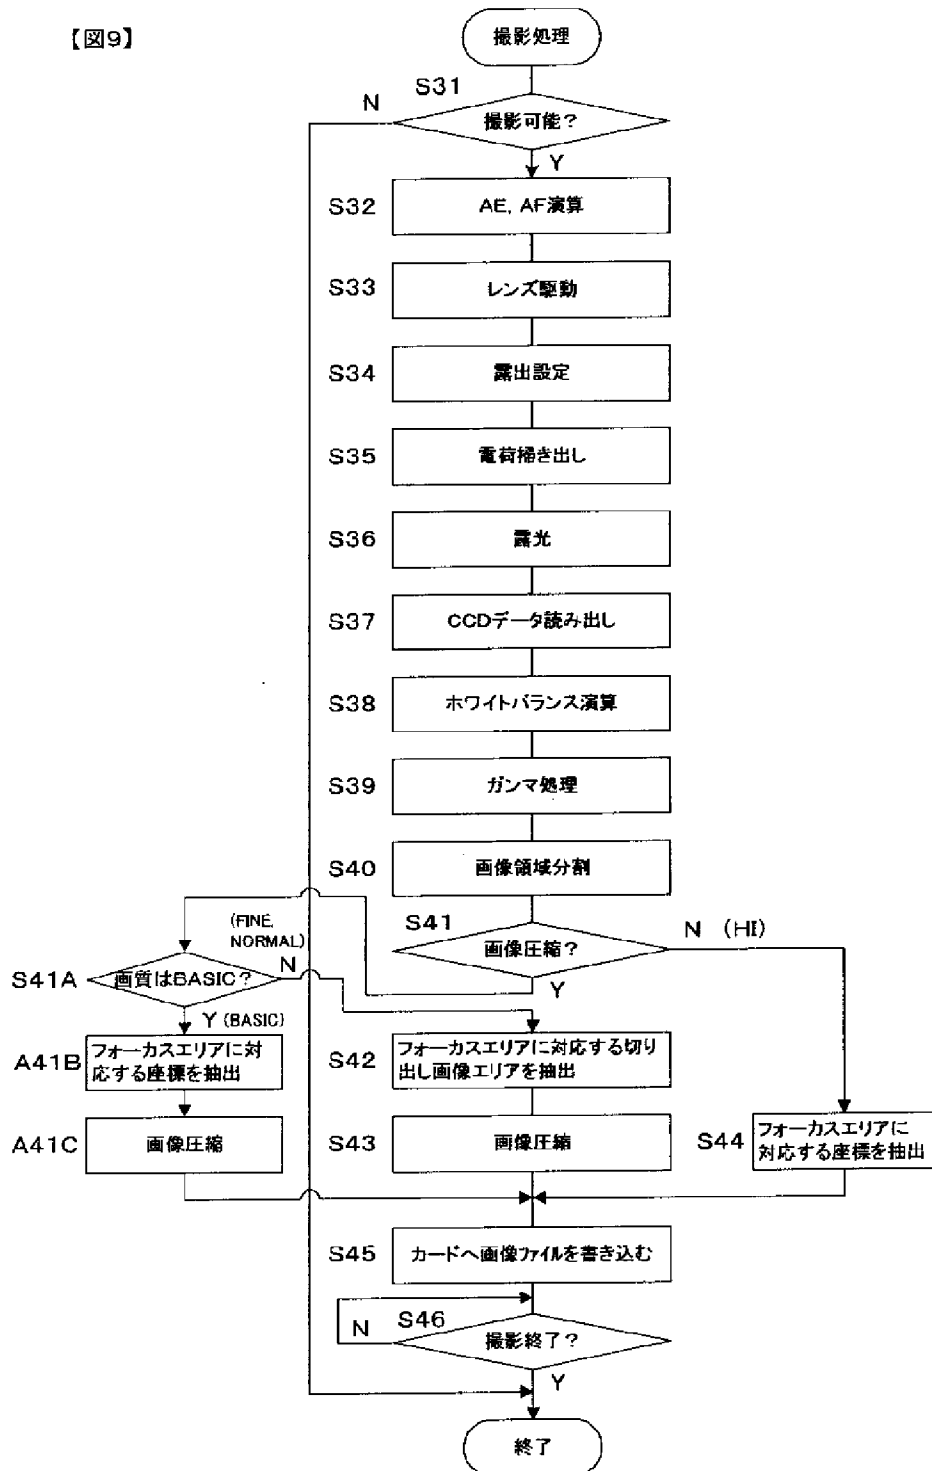 【図9】
撮影処理
S31
N
撮影可能?
Y
S32
AE, AF演算
S33
レンズ駆動
S34
露出設定
S35
電荷掃き出し
S36
露光
S37
CCDデータ読み出し
S38
ホワイトバランス演算
S39
ガンマ処理
S40
画像領域分割
S41
画像圧縮?
N (HI)
Y
(FINE,
NORMAL)
S41A
画質はBASIC?
N
Y (BASIC)
A41B
フォーカスエリアに対
応する座標を抽出
S42
フォーカスエリアに対応する切り
出し画像エリアを抽出
A41C
画像圧縮
S43
画像圧縮
S44
フォーカスエリアに
対応する座標を抽出
S45
カードへ画像ファイルを書き込む
S46
N
撮影終了?
Y
終了